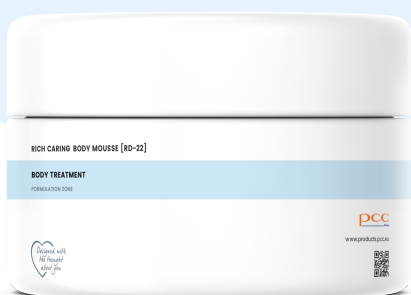 RICH CARING BODY MOUSSE [RD-22]
BODY TREATMENT
FORMULATION ZONE
pcc
www.products.pcc.eu
Designed with
the thought
about you